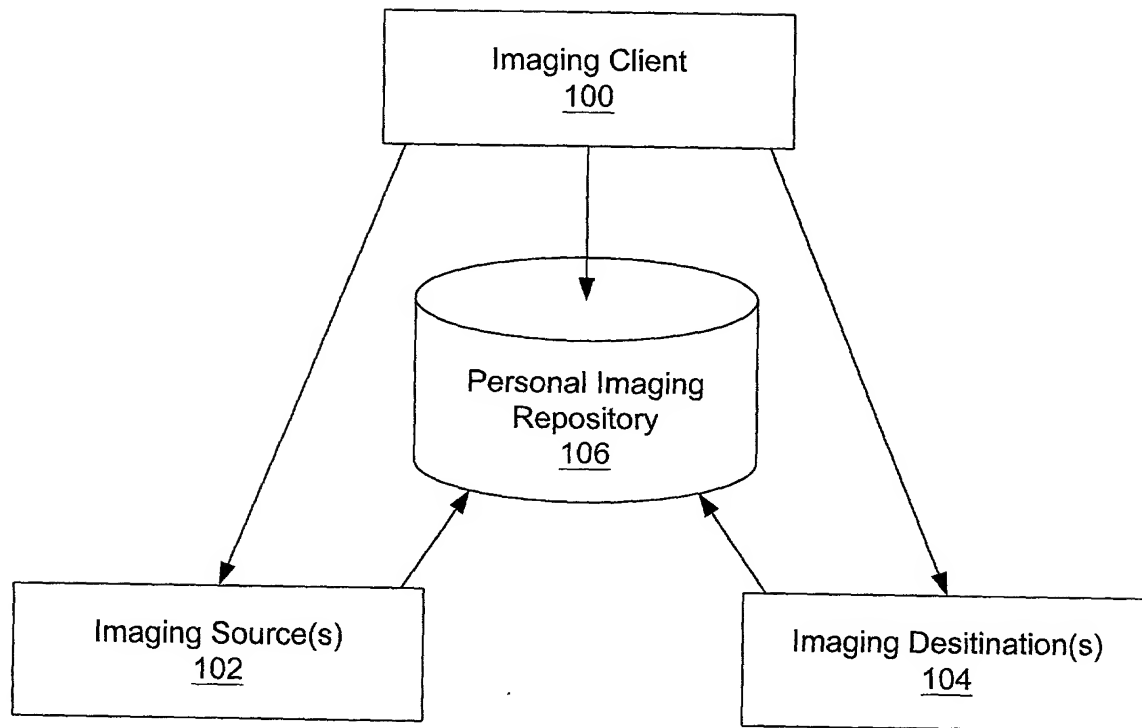 Imaging Client
100
Personal Imaging
Repository
106
Imaging Source(s)
102
Imaging Desitination(s)
104